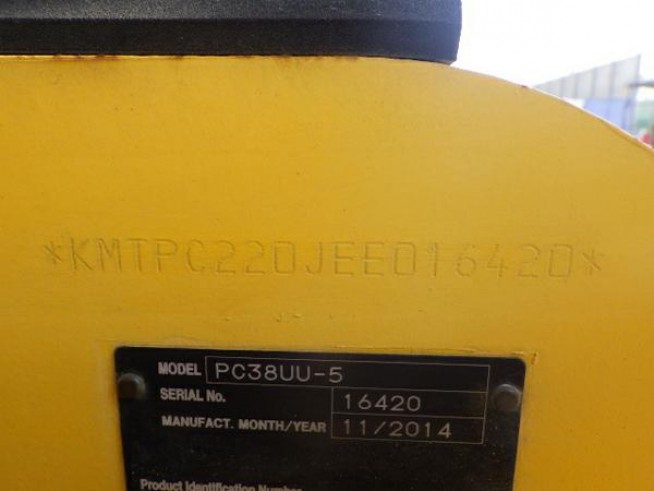 *KMTPC220JEE016420*
MODEL PC38UU-5
SERIAL No. 16420
MANUFACT. MONTH/YEAR 11/2014
Product Identification Number